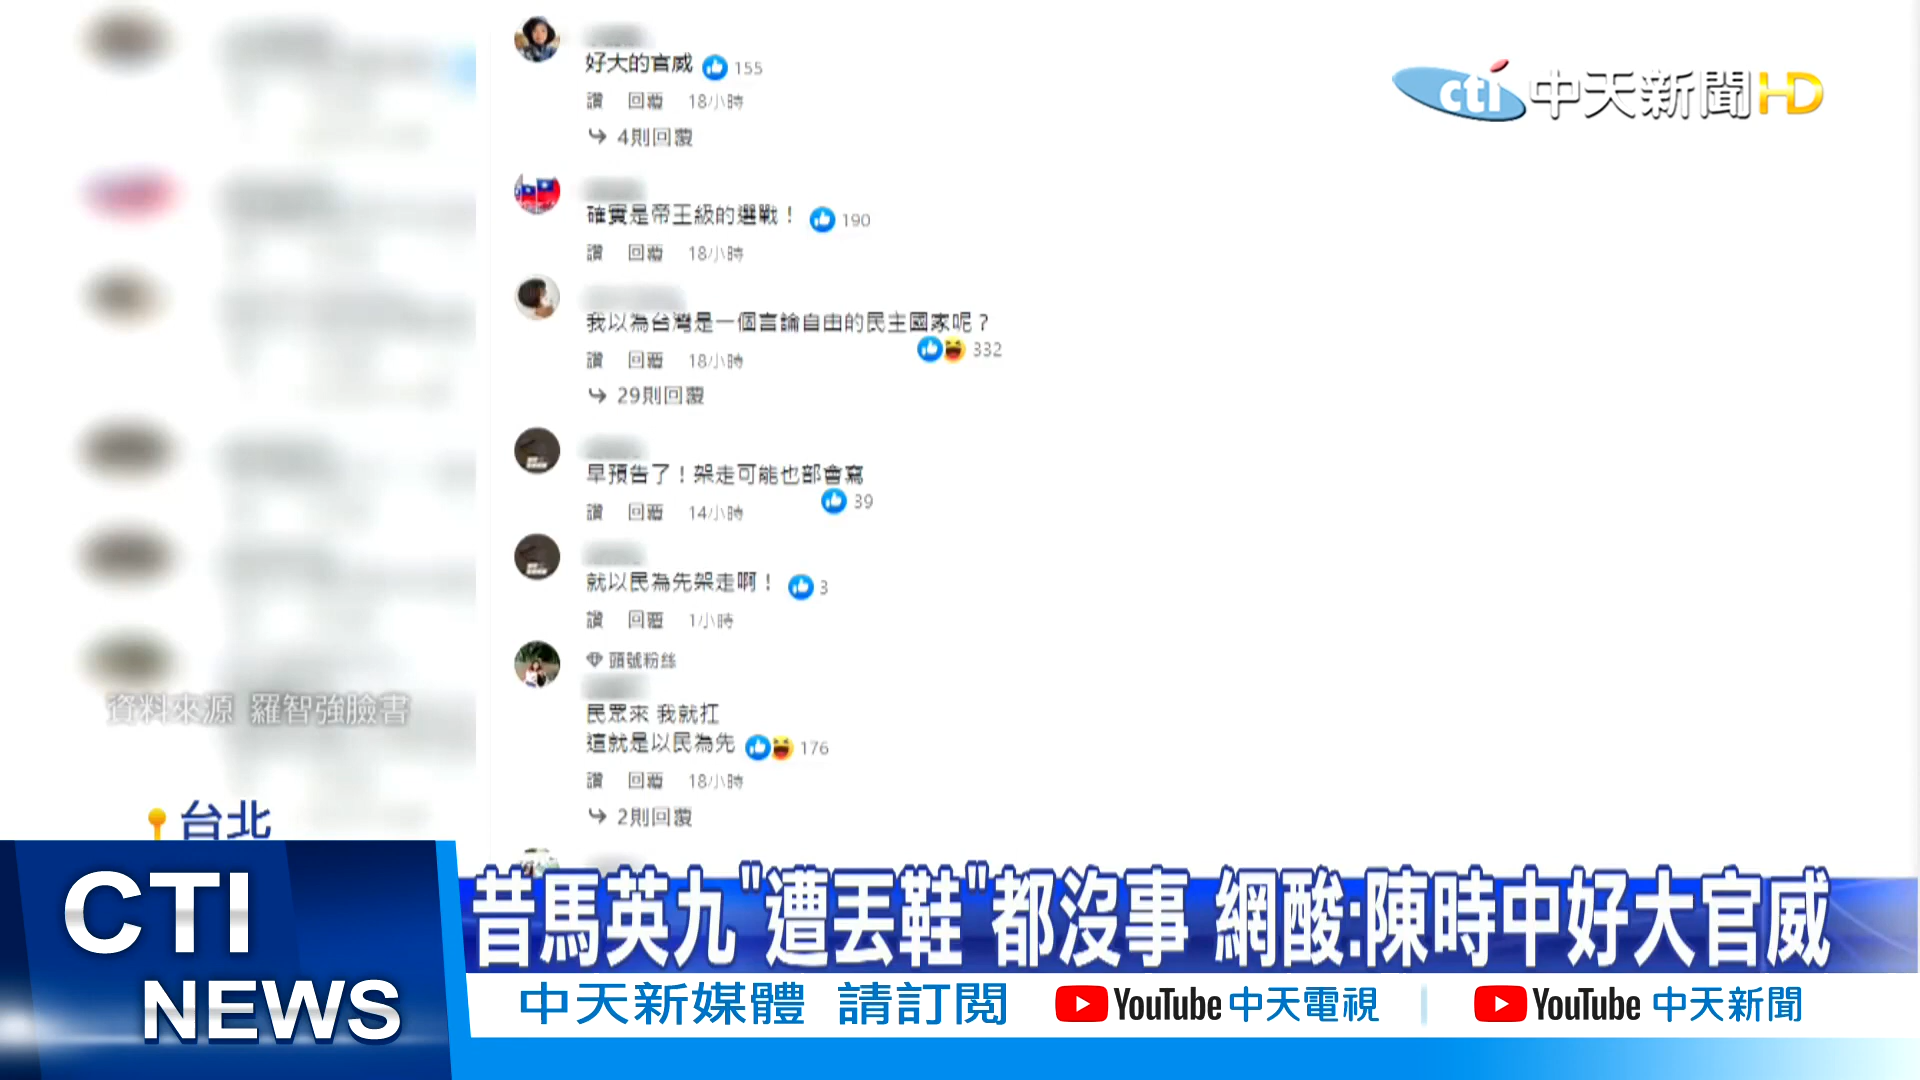 好大的官威 155
讚 回覆 18小時
4則回覆
cti 中天新聞HD
確實是帝王級的選戰！ 190
讚 回覆 18小時
我以為台灣是一個言論自由的民主國家呢？
332
讚 回覆 18小時
29則回覆
早預告了！架走可能也部會寫
39
讚 回覆 14小時
就以民為先架走啊！ 3
讚 回覆 1小時
頭號粉絲
民眾來 我就扛
這就是以民為先 176
讚 回覆 18小時
2則回覆
資料來源 羅智強臉書
台北
CTI
NEWS
昔馬英九"遭丟鞋"都沒事 網酸:陳時中好大官威
中天新媒體 請訂閱 YouTube 中天電視 | YouTube 中天新聞